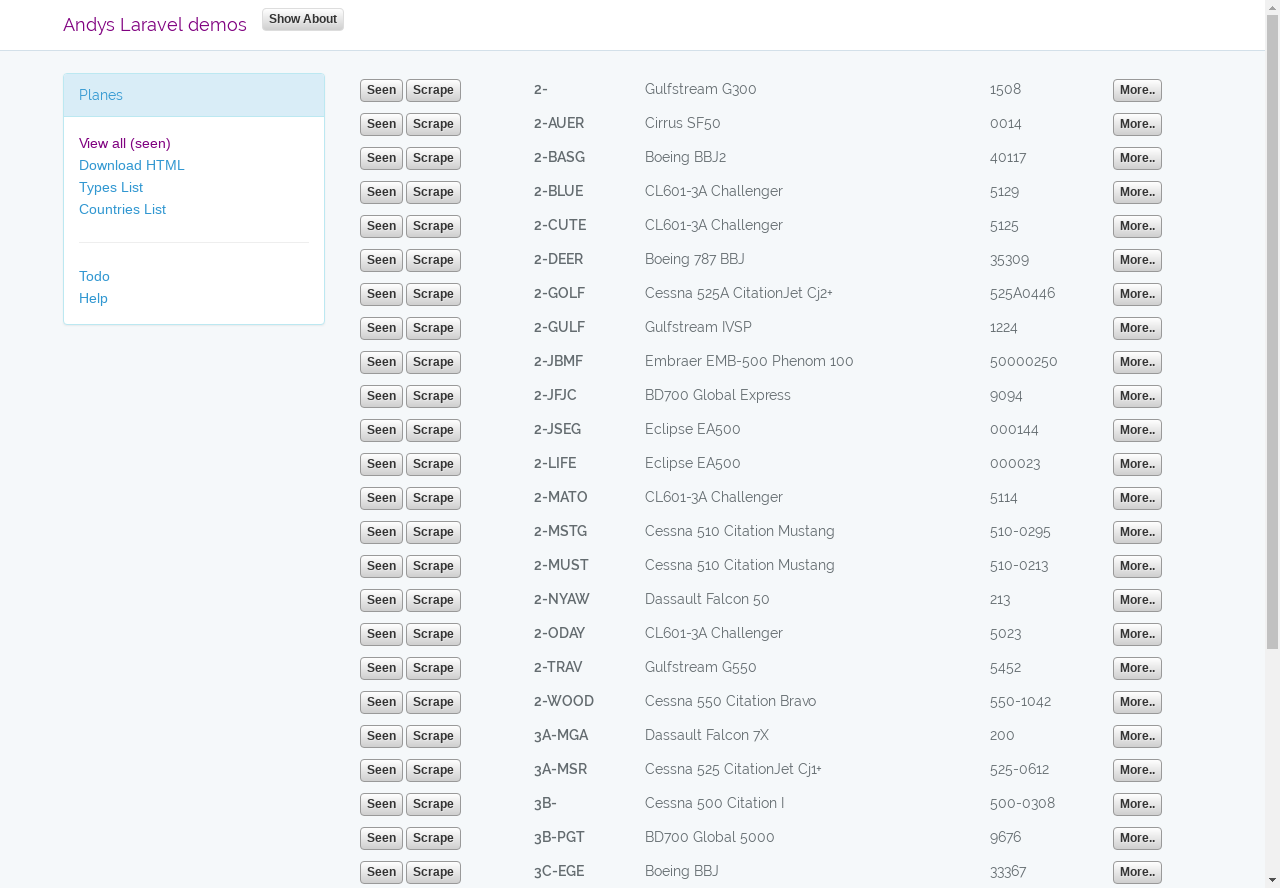 Andys Laravel demos Show About
Planes
View all (seen)
Download HTML
Types List
Countries List
Todo
Help
Seen Scrape 2- Gulfstream G300 1508 More..
Seen Scrape 2-AUER Cirrus SF50 0014 More..
Seen Scrape 2-BASG Boeing BBJ2 40117 More..
Seen Scrape 2-BLUE CL601-3A Challenger 5129 More..
Seen Scrape 2-CUTE CL601-3A Challenger 5125 More..
Seen Scrape 2-DEER Boeing 787 BBJ 35309 More..
Seen Scrape 2-GOLF Cessna 525A CitationJet Cj2+ 525A0446 More..
Seen Scrape 2-GULF Gulfstream IVSP 1224 More..
Seen Scrape 2-JBMF Embraer EMB-500 Phenom 100 50000250 More..
Seen Scrape 2-JFJC BD700 Global Express 9094 More..
Seen Scrape 2-JSEG Eclipse EA500 000144 More..
Seen Scrape 2-LIFE Eclipse EA500 000023 More..
Seen Scrape 2-MATO CL601-3A Challenger 5114 More..
Seen Scrape 2-MSTG Cessna 510 Citation Mustang 510-0295 More..
Seen Scrape 2-MUST Cessna 510 Citation Mustang 510-0213 More..
Seen Scrape 2-NYAW Dassault Falcon 50 213 More..
Seen Scrape 2-ODAY CL601-3A Challenger 5023 More..
Seen Scrape 2-TRAV Gulfstream G550 5452 More..
Seen Scrape 2-WOOD Cessna 550 Citation Bravo 550-1042 More..
Seen Scrape 3A-MGA Dassault Falcon 7X 200 More..
Seen Scrape 3A-MSR Cessna 525 CitationJet Cj1+ 525-0612 More..
Seen Scrape 3B- Cessna 500 Citation I 500-0308 More..
Seen Scrape 3B-PGT BD700 Global 5000 9676 More..
Seen Scrape 3C-EGE Boeing BBJ 33367 More..